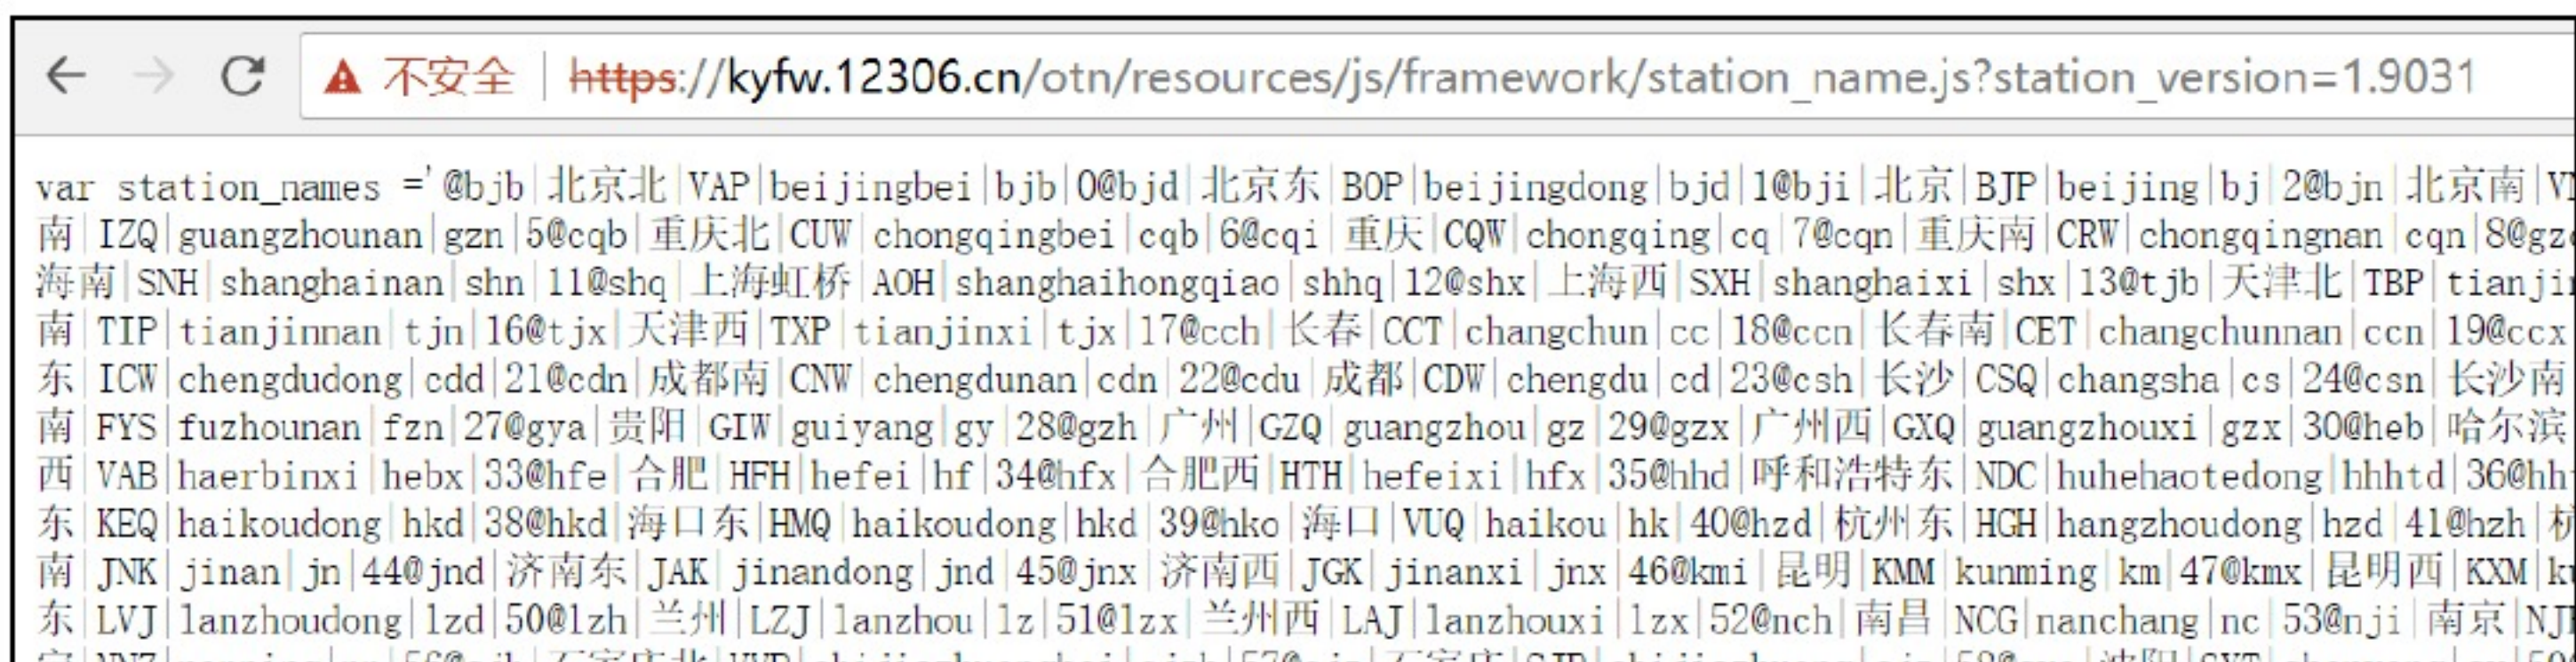 不安全 https://kyfw.12306.cn/otn/resources/js/framework/station_name.js?station_version=1.9031
var station_names ='@bjb|北京北|VAP|beijingbei|bjb|0@bjd|北京东|BOP|beijingdong|bjd|1@bji|北京|BJP|beijing|bj|2@bjn|北京南|
南|IZQ|guangzhounan|gzn|5@cqb|重庆北|CUW|chongqingbei|cqb|6@cqi|重庆|CQW|chongqing|cq|7@cqn|重庆南|CRW|chongqingnan|cqn|8@
海南|SNH|shanghainan|shn|11@shq|上海虹桥|AOH|shanghaihongqiao|shhq|12@shx|上海西|SXH|shanghaixi|shx|13@tjb|天津北|TBP|
南|TIP|tianjinnan|tjn|16@tjx|天津西|TXP|tianjinxi|tjx|17@cch|长春|CCT|changchun|cc|18@ccn|长春南|CET|changchunnan|ccn|19@ccx
东|ICW|chengdudong|cdd|21@cdn|成都南|CNW|chengdunan|cdn|22@cdu|成都|CDW|chengdu|cd|23@csh|长沙|CSQ|changsha|cs|24@csn|长沙南
南|FYS|fuzhounan|fzn|27@gya|贵阳|GIW|guiyang|gy|28@gzh|广州|GZQ|guangzhou|gz|29@gzx|广州西|GXQ|guangzhouxi|gzx|30@heb|哈尔滨
西|VAB|haerbinxi|hebx|33@hfe|合肥|HFH|hefei|hf|34@hfx|合肥西|HTH|hefeixi|hfx|35@hhd|呼和浩特东|NDC|huhehaotedong|hhhtd|36@hh
东|KEQ|haikoudong|hkd|38@hkd|海口东|HMQ|haikoudong|hkd|39@hko|海口|VUQ|haikou|hk|40@hzd|杭州东|HGH|hangzhoudong|hzd|41@hzh|
南|JNK|jinan|jn|44@jnd|济南东|JAK|jinandong|jnd|45@jnx|济南西|JGK|jinanxi|jnx|46@kmi|昆明|KMM|kunming|km|47@kmx|昆明西|KXM|
东|LVJ|lanzhoudong|lzd|50@lzh|兰州|LZJ|lanzhou|lz|51@lzx|兰州西|LAJ|lanzhouxi|lzx|52@nch|南昌|NCG|nanchang|nc|53@nji|南京|